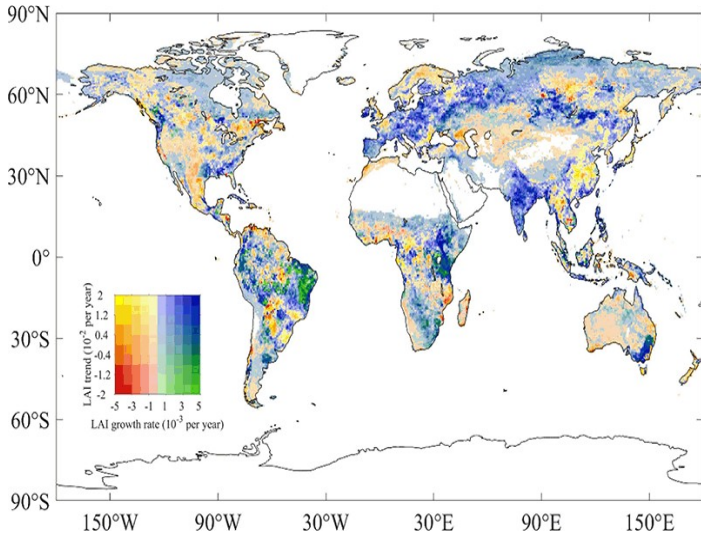 90°N
60°N
30°N
0°
30°S
60°S
90°S
150°W
90°W
30°W
30°E
90°E
150°E
LAI trend (10⁻² per year)
2
1.2
0.4
-0.4
-1.2
-2
-5 -3 -1 1 3 5
LAI growth rate (10⁻³ per year)